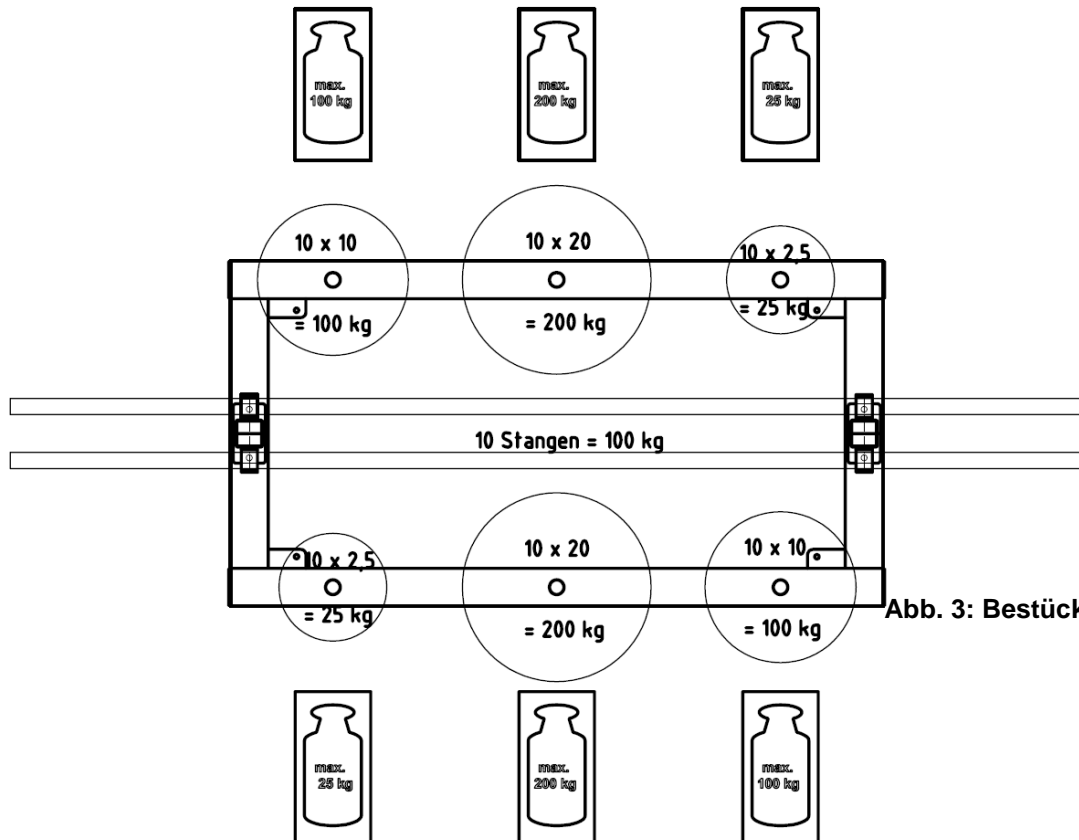 max.
100 kg
max.
200 kg
max.
25 kg
10 x 10
= 100 kg
10 x 20
= 200 kg
10 x 2,5
= 25 kg
10 Stangen = 100 kg
10 x 2,5
= 25 kg
10 x 20
= 200 kg
10 x 10
= 100 kg
Abb. 3: Bestück
max.
25 kg
max.
200 kg
max.
100 kg